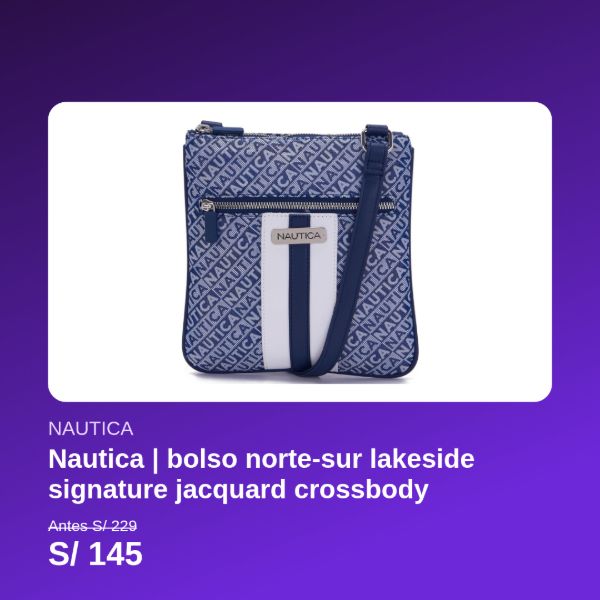 NAUTICA
NAUTICA
Nautica | bolso norte-sur lakeside
signature jacquard crossbody
Antes S/ 229
S/ 145